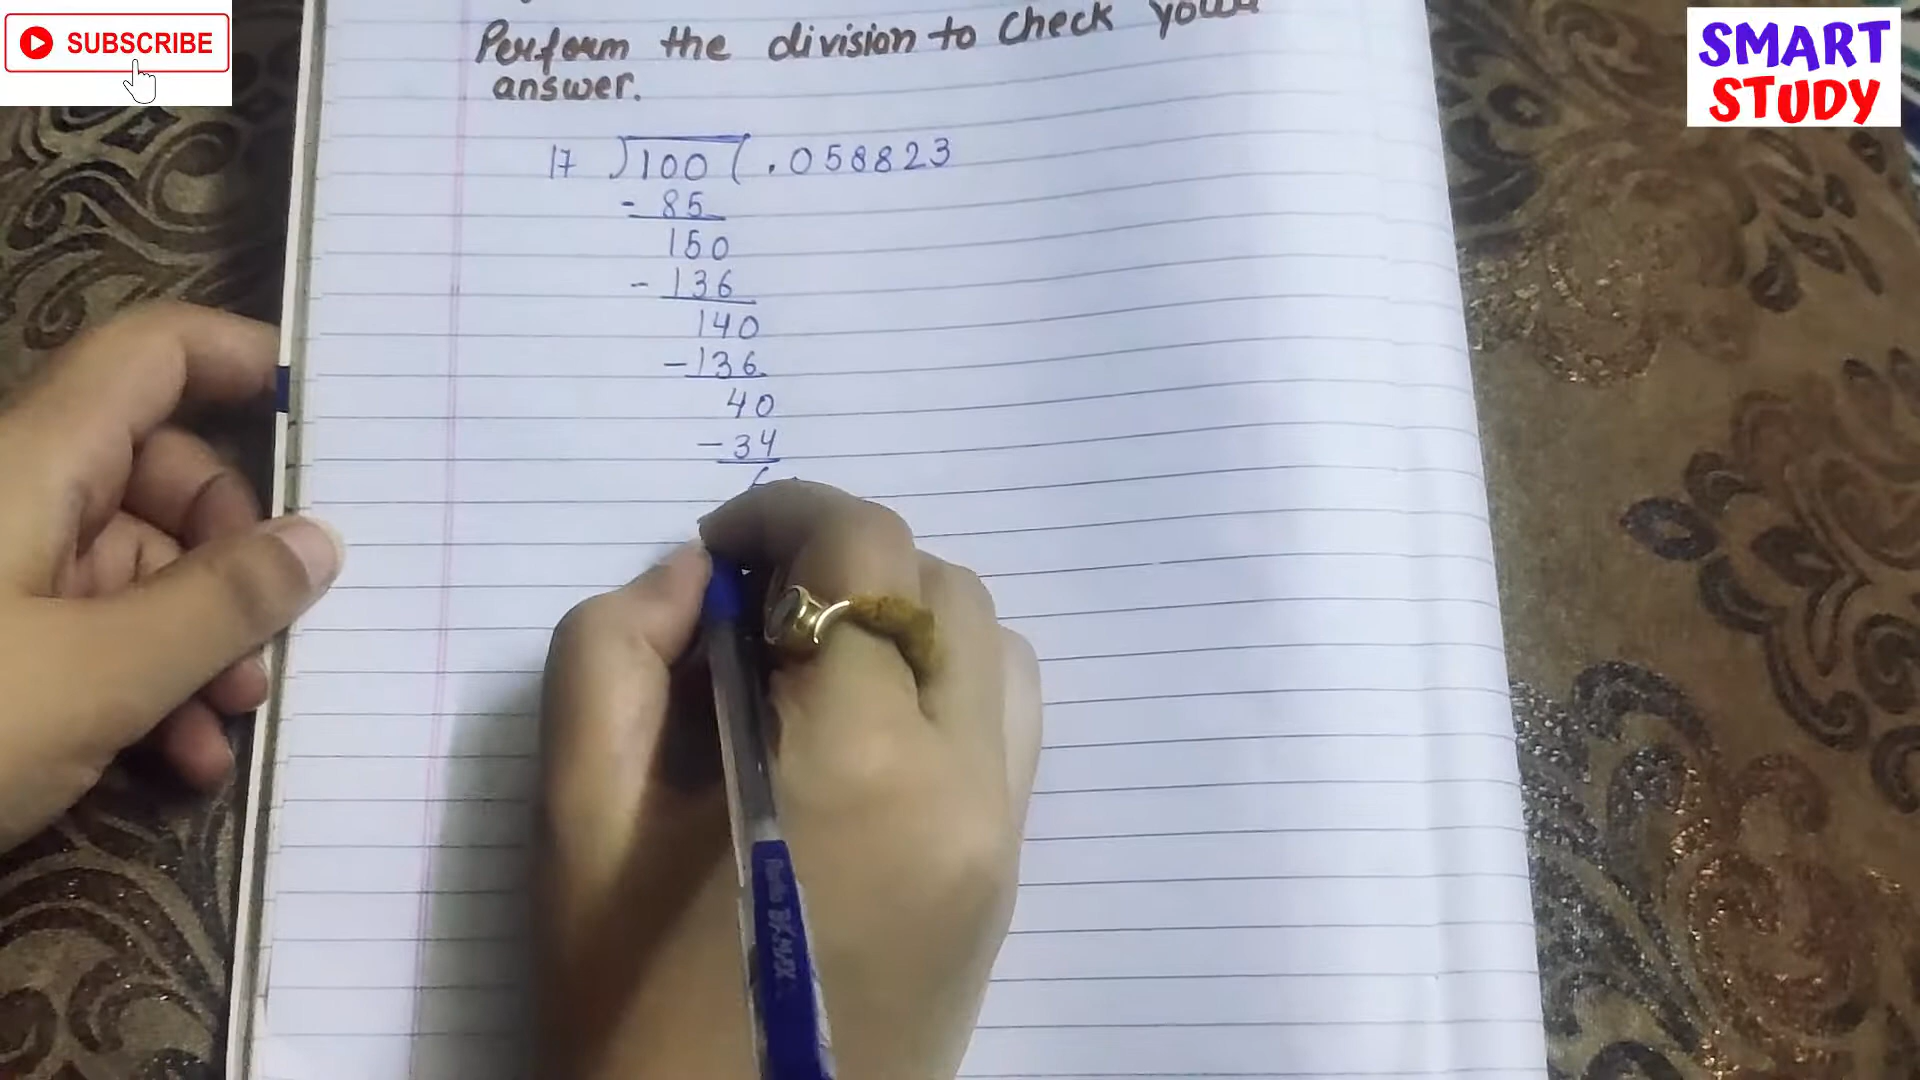 SUBSCRIBE
SMART
STUDY
Perform the division to check your
answer.
17 )100( .058823
- 85
150
- 136
140
-136
40
-34
6